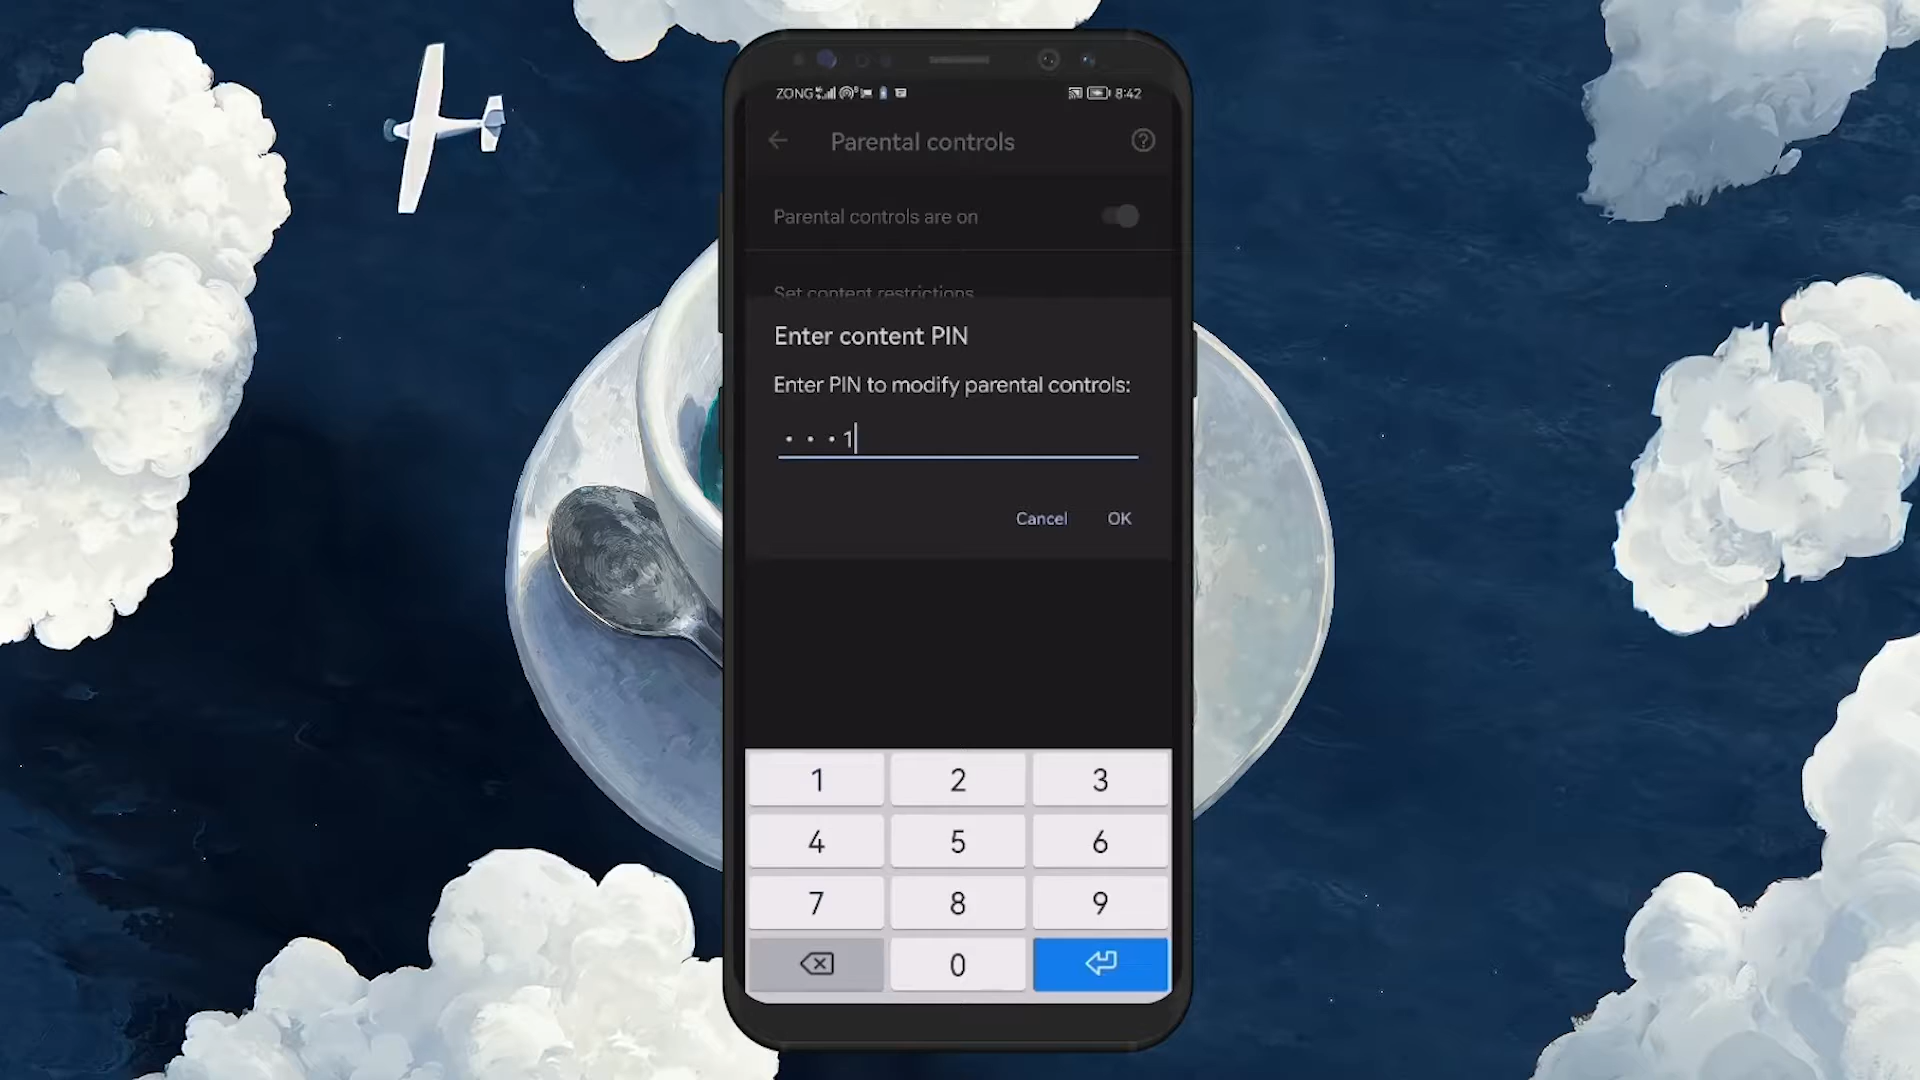 ZONG 8:42
Parental controls
Parental controls are on
Set content restrictions
Enter content PIN
Enter PIN to modify parental controls:
• • • 1
Cancel OK
1 2 3
4 5 6
7 8 9
0